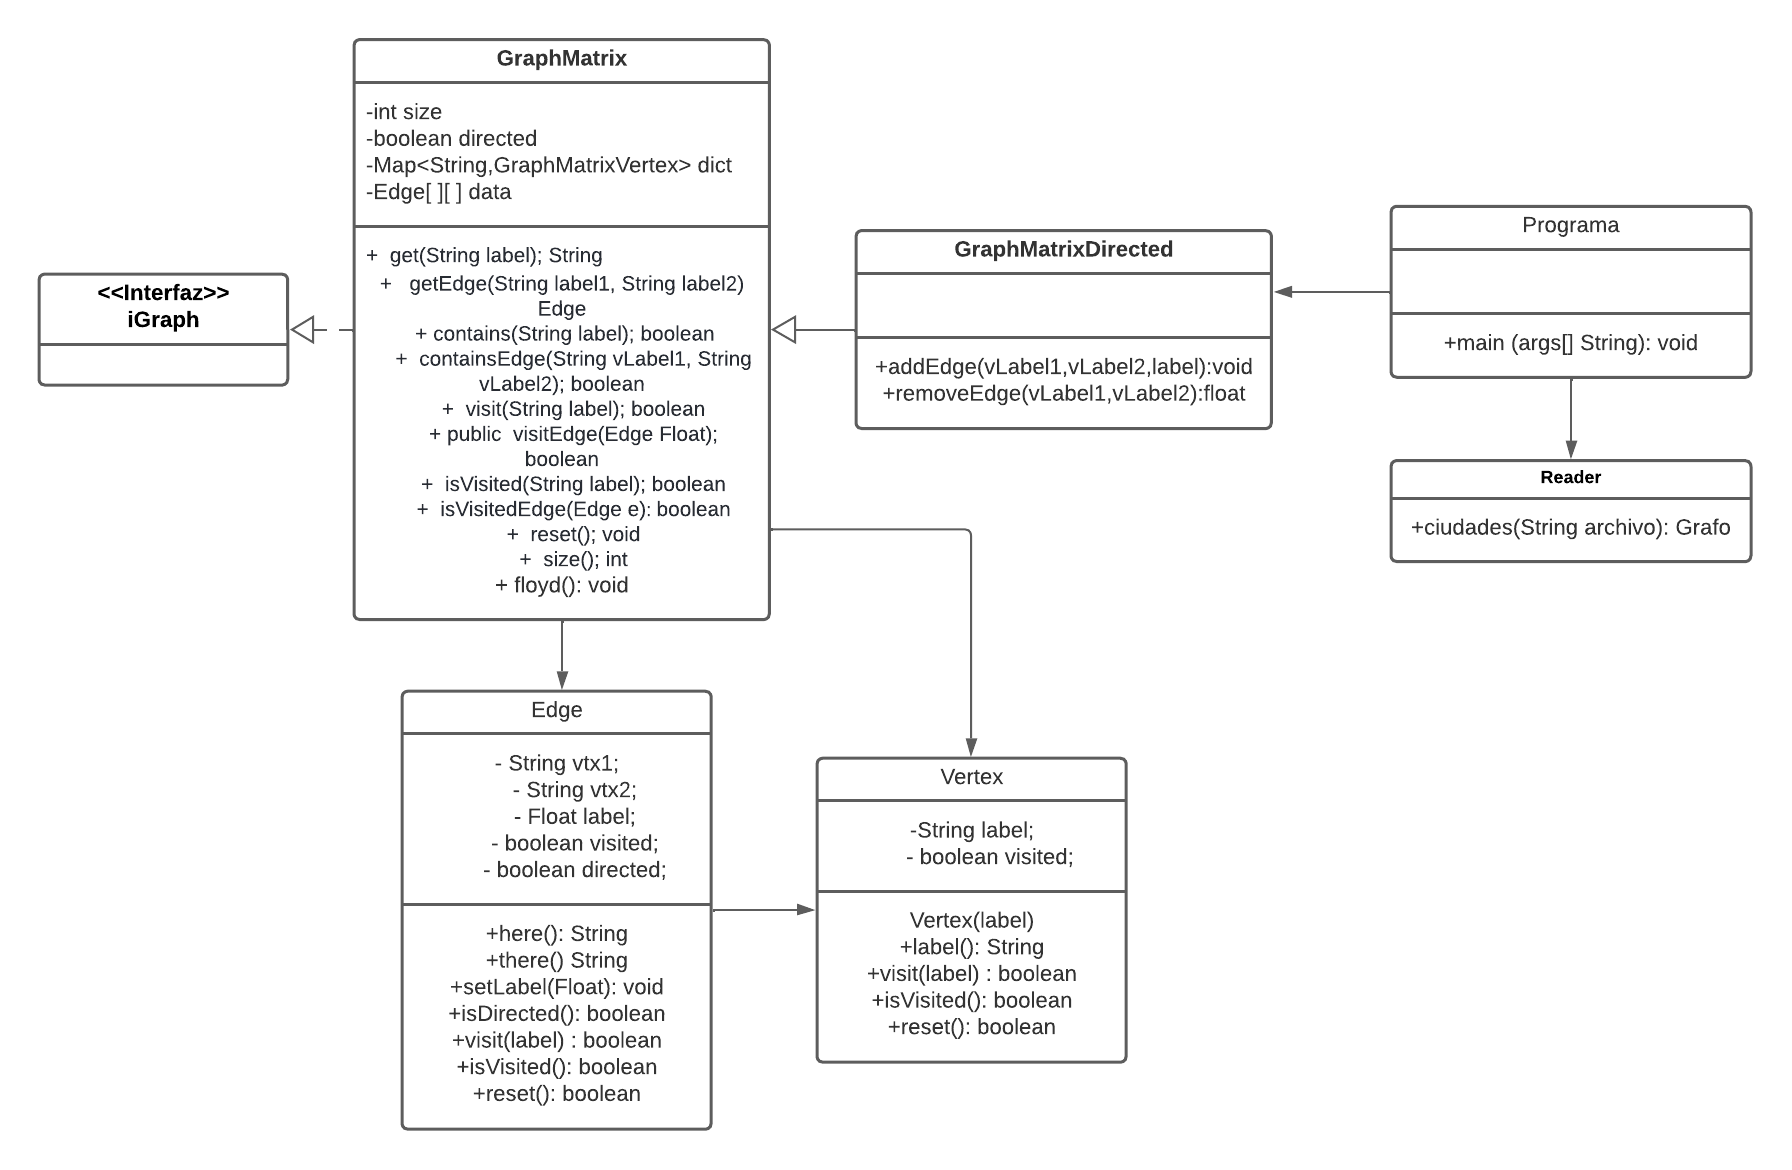 GraphMatrix
-int size
-boolean directed
-Map<String,GraphMatrixVertex> dict
-Edge[ ][ ] data
+  get(String label); String
+   getEdge(String label1, String label2)
Edge
+ contains(String label); boolean
+  containsEdge(String vLabel1, String
vLabel2); boolean
+  visit(String label); boolean
+ public  visitEdge(Edge Float);
boolean
+  isVisited(String label); boolean
+  isVisitedEdge(Edge e): boolean
+  reset(); void
+  size(); int
+ floyd(): void
<<Interfaz>>
iGraph
GraphMatrixDirected
+addEdge(vLabel1,vLabel2,label):void
+removeEdge(vLabel1,vLabel2):float
Programa
+main (args[] String): void
Reader
+ciudades(String archivo): Grafo
Edge
- String vtx1;
- String vtx2;
- Float label;
- boolean visited;
- boolean directed;
+here(): String
+there() String
+setLabel(Float): void
+isDirected(): boolean
+visit(label) : boolean
+isVisited(): boolean
+reset(): boolean
Vertex
-String label;
- boolean visited;
Vertex(label)
+label(): String
+visit(label) : boolean
+isVisited(): boolean
+reset(): boolean